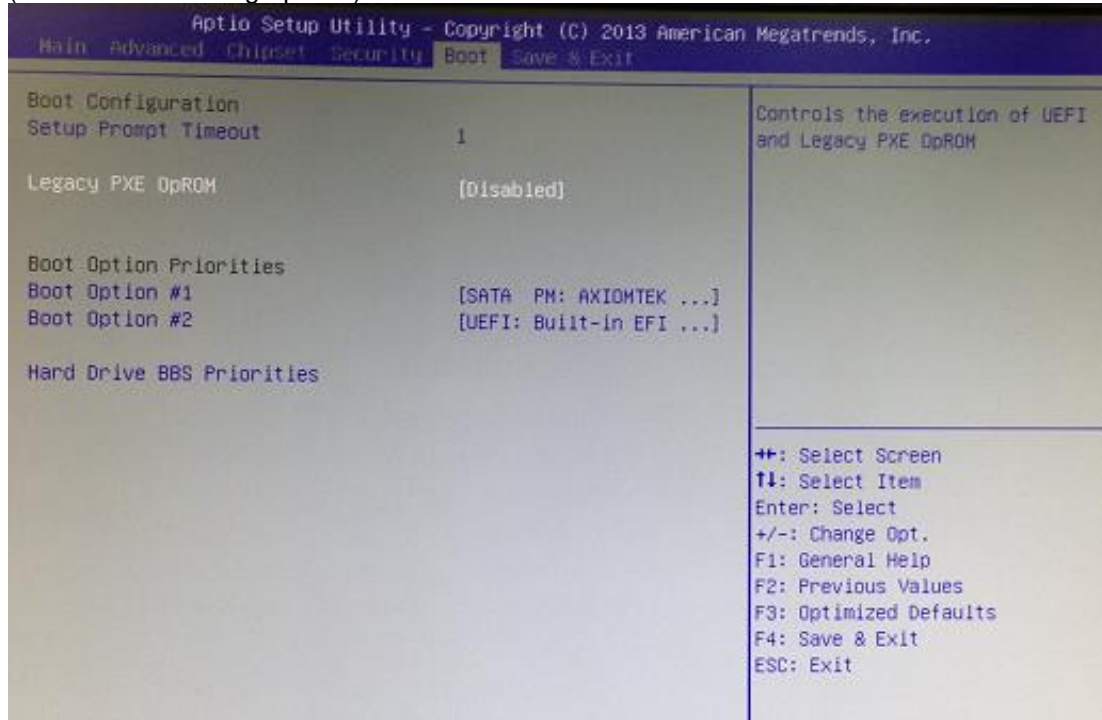 Aptio Setup Utility – Copyright (C) 2013 American Megatrends, Inc.
Main Advanced Chipset Security Boot Save & Exit
Boot Configuration
Setup Prompt Timeout 1
Legacy PXE OpROM [Disabled]
Boot Option Priorities
Boot Option #1 [SATA PM: AXIOMTEK ...]
Boot Option #2 [UEFI: Built-in EFI ...]
Hard Drive BBS Priorities
Controls the execution of UEFI
and Legacy PXE OpROM
→←: Select Screen
↑↓: Select Item
Enter: Select
+/-: Change Opt.
F1: General Help
F2: Previous Values
F3: Optimized Defaults
F4: Save & Exit
ESC: Exit